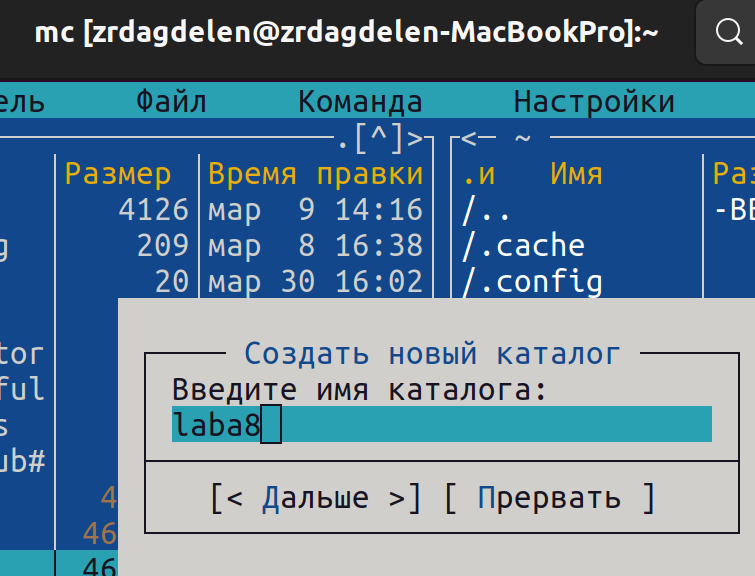 mc [zrdagdelen@zrdagdelen-MacBookPro]:~
ель Файл Команда Настройки
.[^]> <─ ~
Размер Время правки .и Имя Раз
4126 мар 9 14:16 /.. -ВВ
g 209 мар 8 16:38 /.cache
20 мар 30 16:02 /.config
tor Создать новый каталог
ful Введите имя каталога:
s laba8
ub#
4 [< Дальше >] [ Прервать ]
46
46